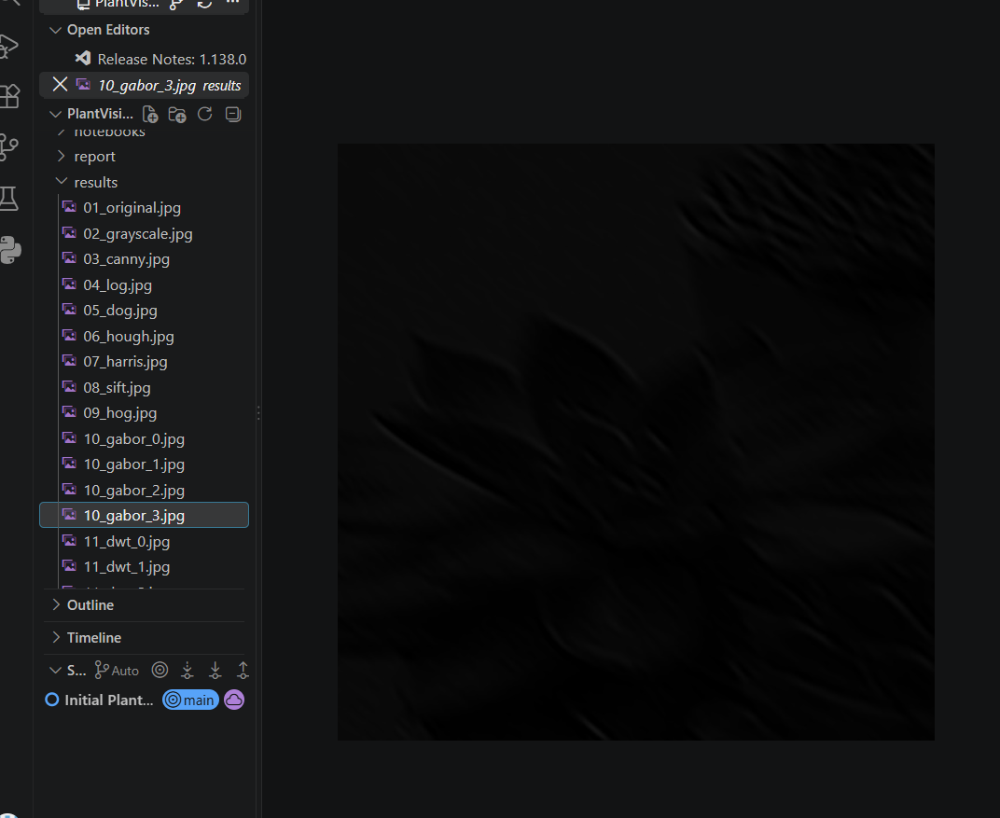 PlantVis... ...
Open Editors
Release Notes: 1.138.0
10_gabor_3.jpg results
PlantVisi...
notebooks
report
results
01_original.jpg
02_grayscale.jpg
03_canny.jpg
04_log.jpg
05_dog.jpg
06_hough.jpg
07_harris.jpg
08_sift.jpg
09_hog.jpg
10_gabor_0.jpg
10_gabor_1.jpg
10_gabor_2.jpg
10_gabor_3.jpg
11_dwt_0.jpg
11_dwt_1.jpg
Outline
Timeline
S... Auto
Initial Plant... main